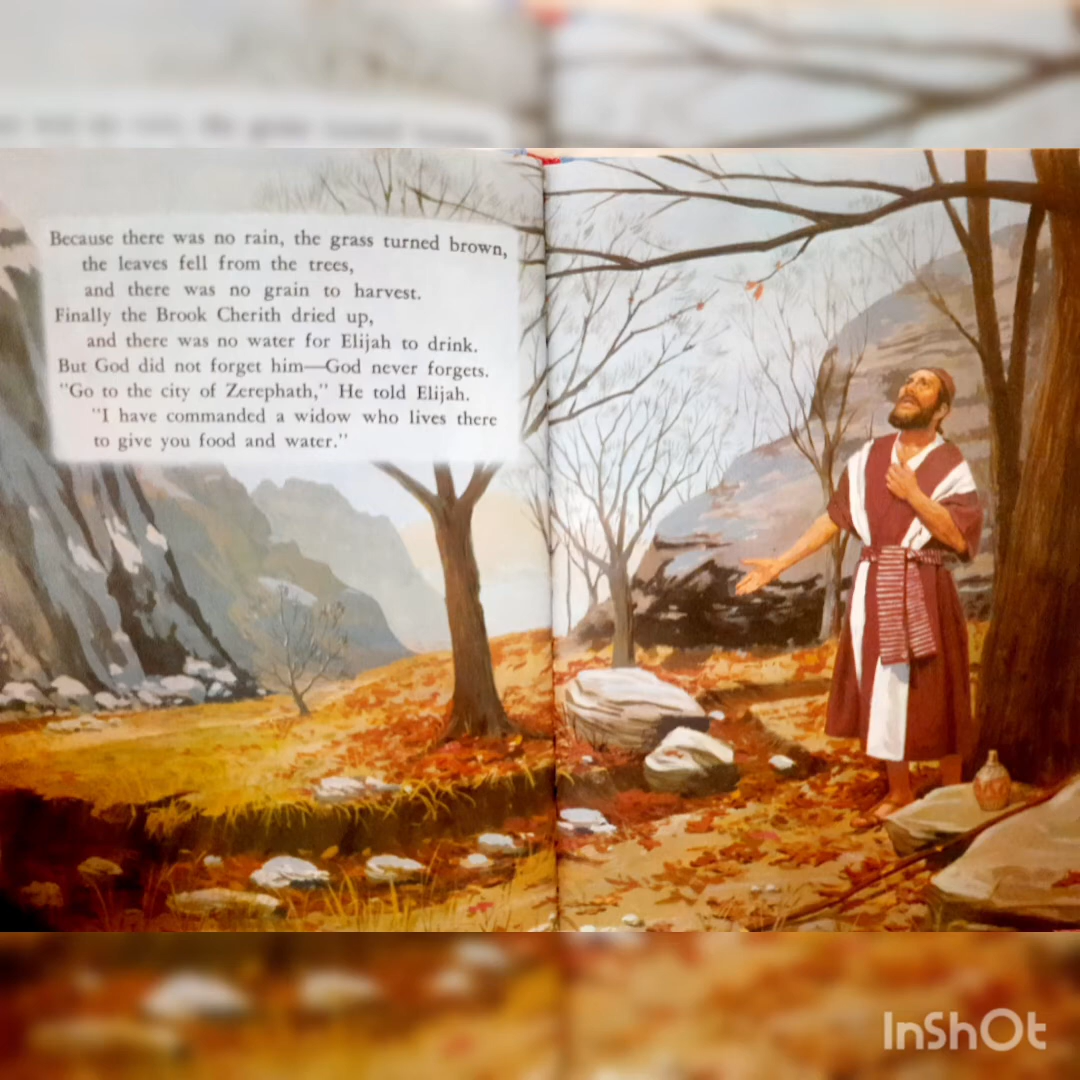 Because there was no rain, the grass turned brown,
the leaves fell from the trees,
and there was no grain to harvest.
Finally the Brook Cherith dried up,
and there was no water for Elijah to drink.
But God did not forget him—God never forgets.
"Go to the city of Zerephath," He told Elijah.
"I have commanded a widow who lives there
to give you food and water."
InShOt